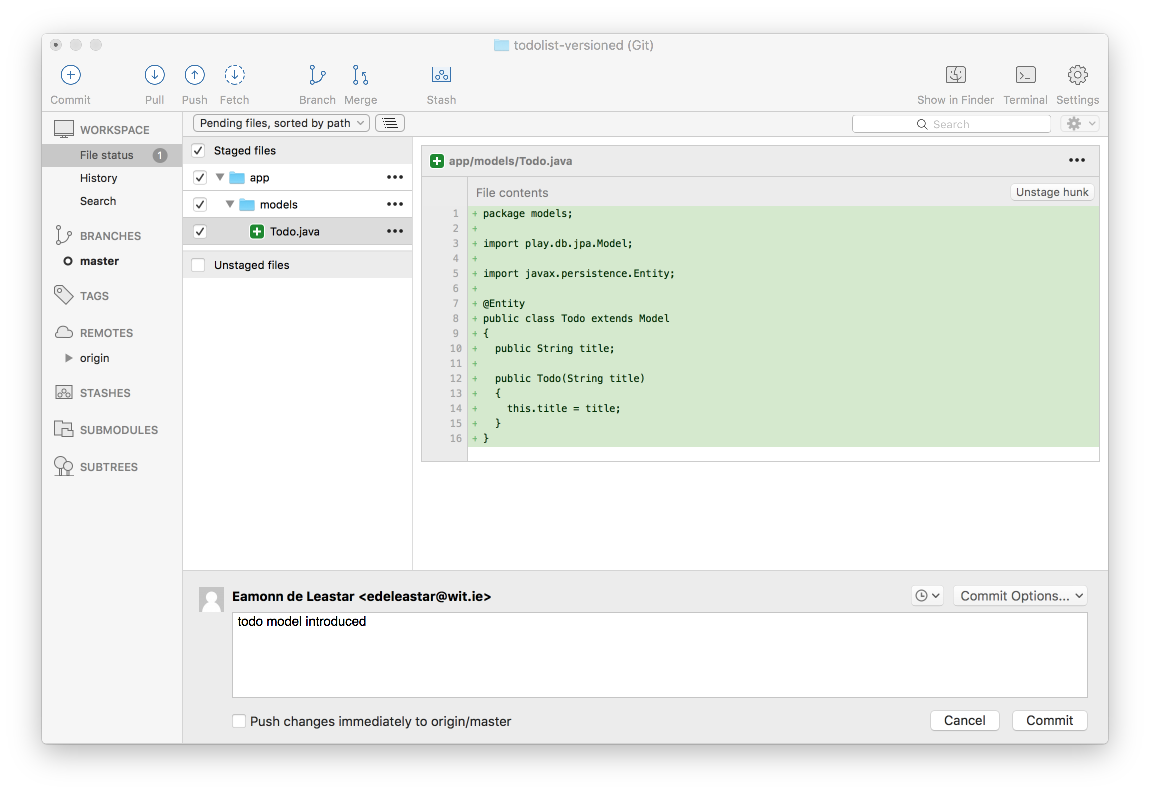 todolist-versioned (Git)
Commit
Pull
Push
Fetch
Branch
Merge
Stash
Show in Finder
Terminal
Settings
WORKSPACE
File status 1
History
Search
BRANCHES
master
TAGS
REMOTES
origin
STASHES
SUBMODULES
SUBTREES
Pending files, sorted by path
Search
Staged files
app
models
Todo.java
Unstaged files
app/models/Todo.java
File contents
Unstage hunk
1 + package models;
2 +
3 + import play.db.jpa.Model;
4 +
5 + import javax.persistence.Entity;
6 +
7 + @Entity
8 + public class Todo extends Model
9 + {
10 + public String title;
11 +
12 + public Todo(String title)
13 + {
14 + this.title = title;
15 + }
16 + }
Eamonn de Leastar <edeleastar@wit.ie>
Commit Options...
todo model introduced
Push changes immediately to origin/master
Cancel
Commit